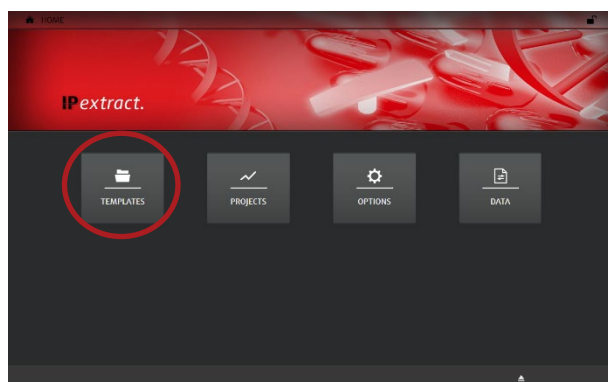 HOME
IPextract.
TEMPLATES
PROJECTS
OPTIONS
DATA